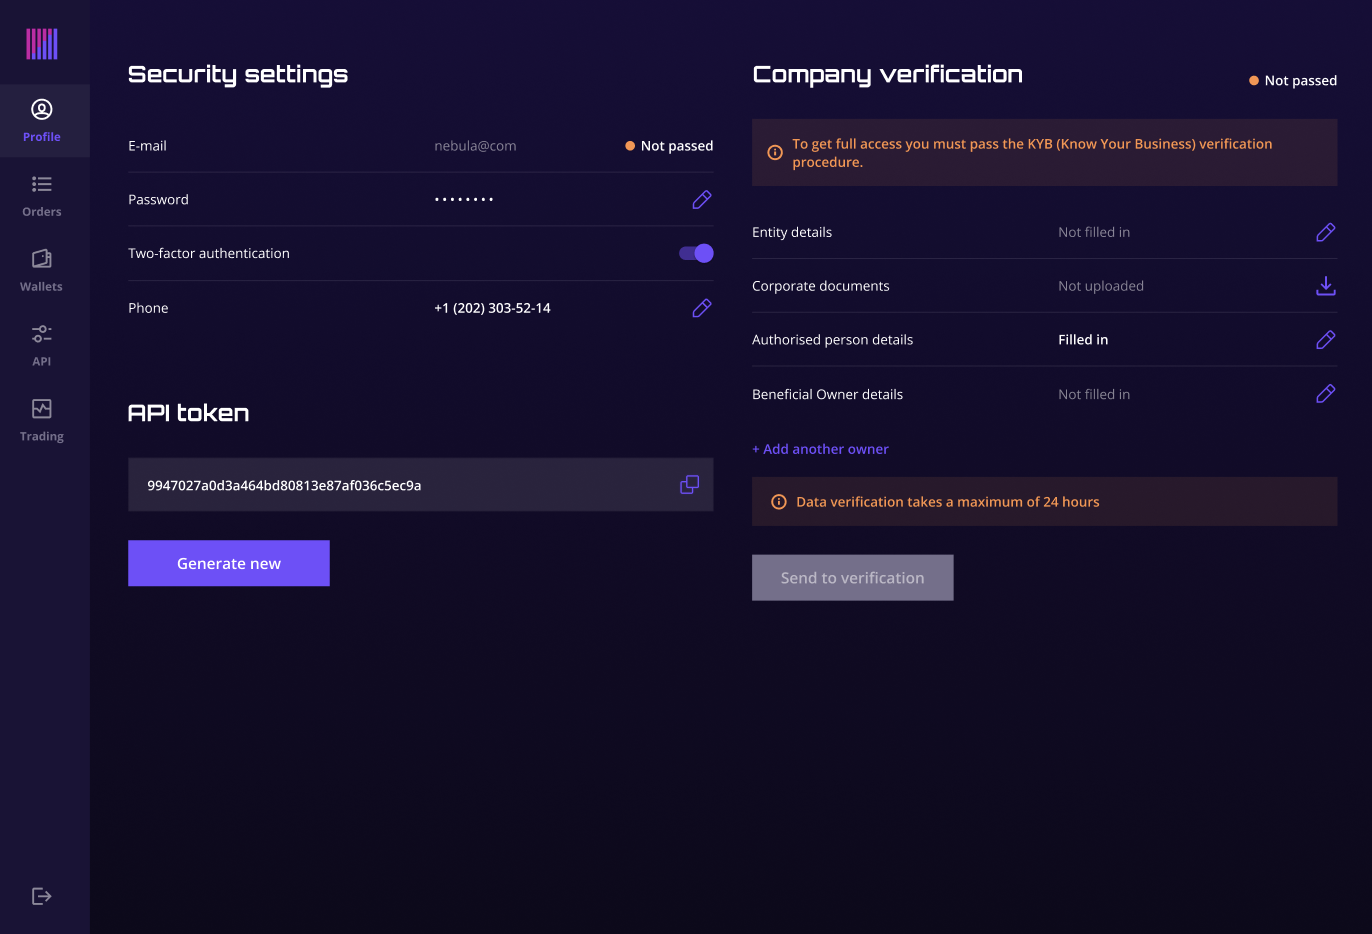 Profile
Orders
Wallets
API
Trading
Security settings
E-mail nebula@com Not passed
Password ••••••••
Two-factor authentication
Phone +1 (202) 303-52-14
API token
9947027a0d3a464bd80813e87af036c5ec9a
Generate new
Company verification Not passed
To get full access you must pass the KYB (Know Your Business) verification
procedure.
Entity details Not filled in
Corporate documents Not uploaded
Authorised person details Filled in
Beneficial Owner details Not filled in
+ Add another owner
Data verification takes a maximum of 24 hours
Send to verification